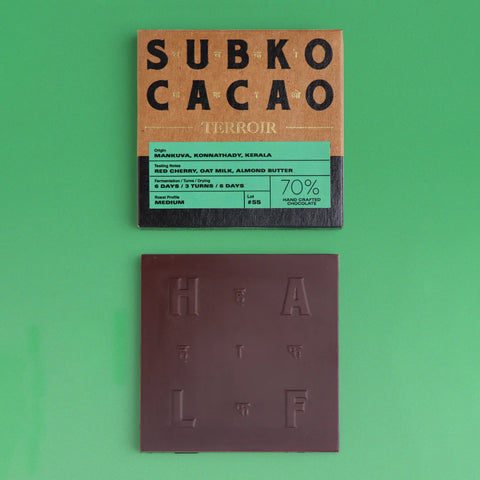 SUBKO
CACAO
TERROIR
Origin
MANKUVA, KONNATHADY, KERALA
Tasting Notes
RED CHERRY, OAT MILK, ALMOND BUTTER
Fermentation / Turns / Drying
6 DAYS / 3 TURNS / 6 DAYS
Roast Profile
MEDIUM
Lot
#55
70%
HAND CRAFTED
CHOCOLATE
H A
L F